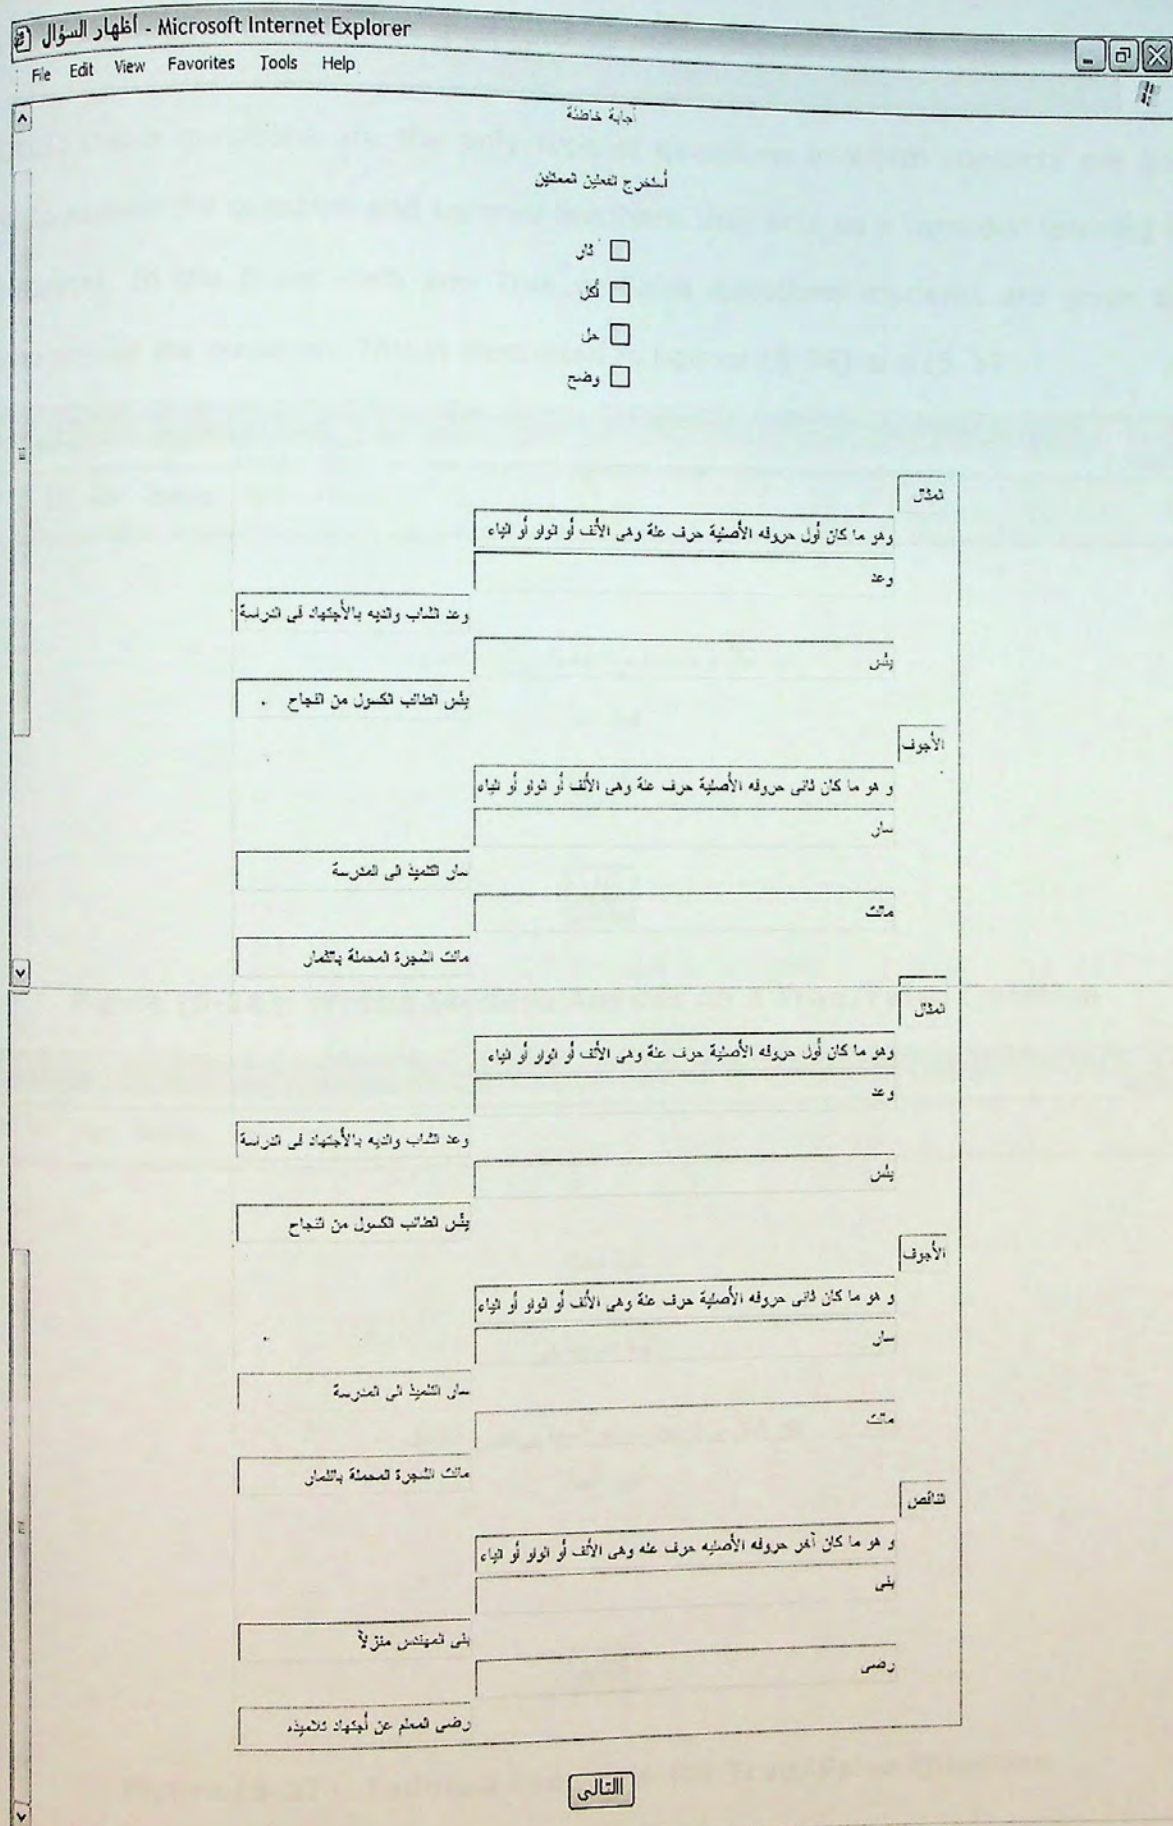 أظهار السؤال - Microsoft Internet Explorer
File Edit View Favorites Tools Help
أجابة خاطئة
أستخرج الفعلين المعتلين
ثار
أكل
حل
وضح
المثال
وهو ما كان أول حروفه الأصلية حرف علة وهى الألف أو الواو أو الياء
وعد
وعد الشاب والديه بالأجتهاد فى الدراسة
يئس
يئس الطالب الكسول من النجاح .
الأجوف
و هو ما كان ثانى حروفه الأصلية حرف علة وهى الألف أو الواو أو الياء
سار
سار التلميذ الى المدرسة
مالت
مالت الشجرة المحملة بالثمار
المثال
وهو ما كان أول حروفه الأصلية حرف علة وهى الألف أو الواو أو الياء
وعد
وعد الشاب والديه بالأجتهاد فى الدراسة
يئس
يئس الطالب الكسول من النجاح
الأجوف
و هو ما كان ثانى حروفه الأصلية حرف علة وهى الألف أو الواو أو الياء
سار
سار التلميذ الى المدرسة
مالت
مالت الشجرة المحملة بالثمار
الناقص
و هو ما كان آخر حروفه الأصليه حرف عله وهى الألف أو الواو أو الياء
بنى
بنى المهندس منزلاً
رضى
رضى المعلم عن أجتهاد تلاميذه
االتالى